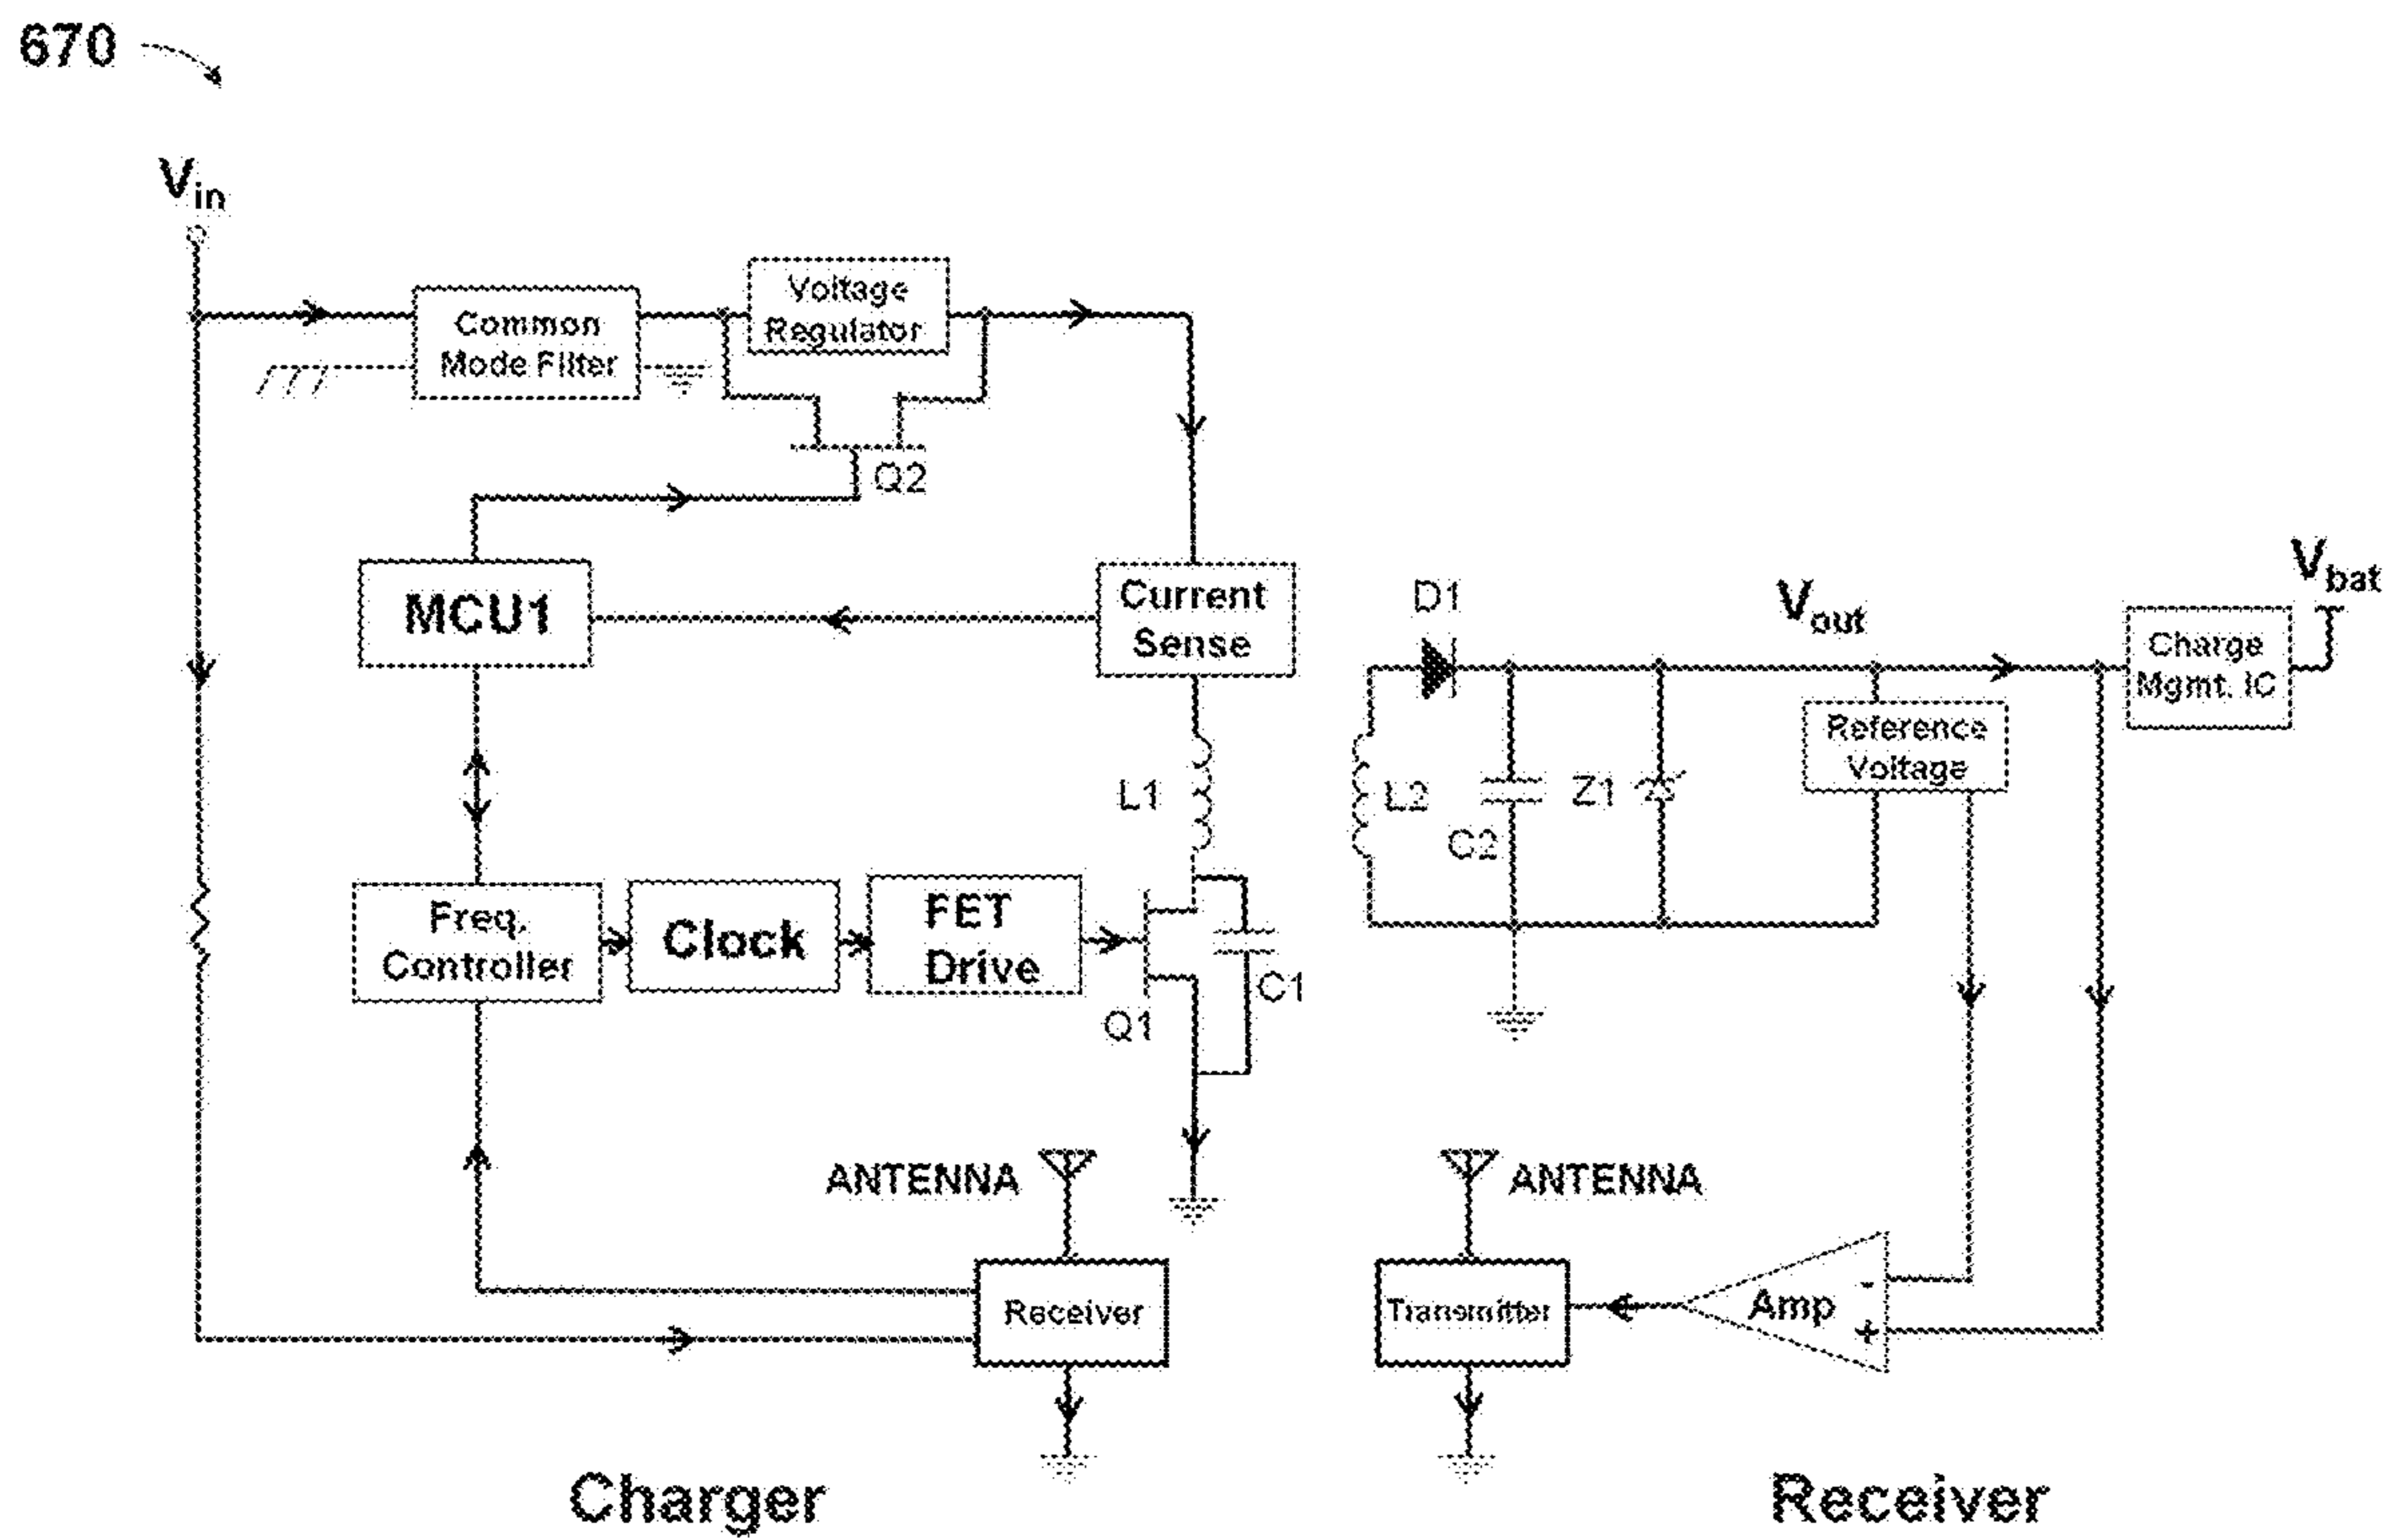 670
Vin
Common
Mode Filter
Voltage
Regulator
Q2
MCU1
Current
Sense
L1
Freq.
Controller
Clock
FET
Drive
Q1
C1
ANTENNA
Receiver
Charger
D1
L2
C2
Z1
Vout
Reference
Voltage
Charge
Mgmt. IC
Vbat
ANTENNA
Transmitter
Amp
-
+
Receiver